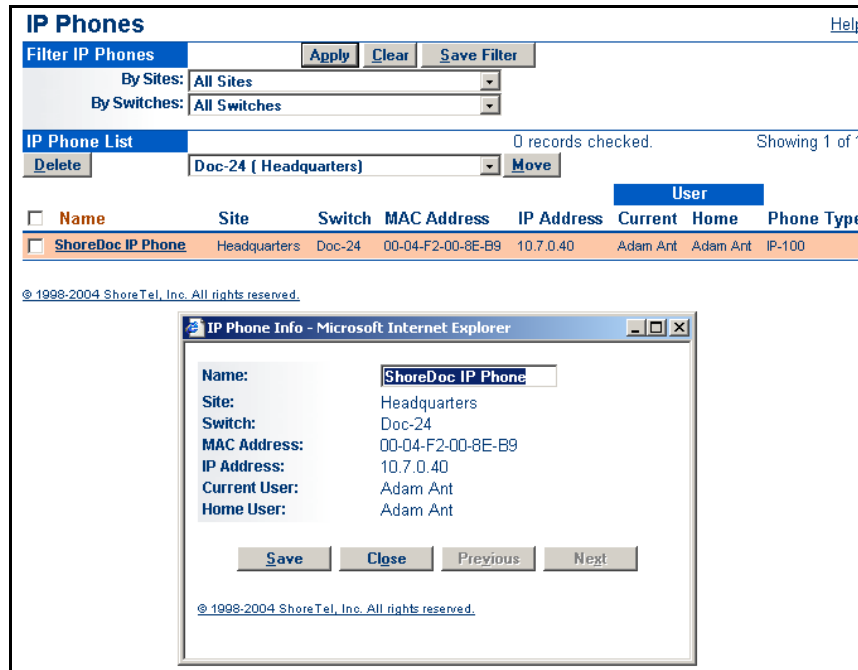 IP Phones Help
Filter IP Phones Apply Clear Save Filter
By Sites: All Sites
By Switches: All Switches
IP Phone List 0 records checked. Showing 1 of 1
Delete Doc-24 ( Headquarters) Move
User
Name Site Switch MAC Address IP Address Current Home Phone Type
ShoreDoc IP Phone Headquarters Doc-24 00-04-F2-00-8E-B9 10.7.0.40 Adam Ant Adam Ant IP-100
© 1998-2004 ShoreTel, Inc. All rights reserved.
IP Phone Info - Microsoft Internet Explorer
Name: ShoreDoc IP Phone
Site: Headquarters
Switch: Doc-24
MAC Address: 00-04-F2-00-8E-B9
IP Address: 10.7.0.40
Current User: Adam Ant
Home User: Adam Ant
Save Close Previous Next
© 1998-2004 ShoreTel, Inc. All rights reserved.